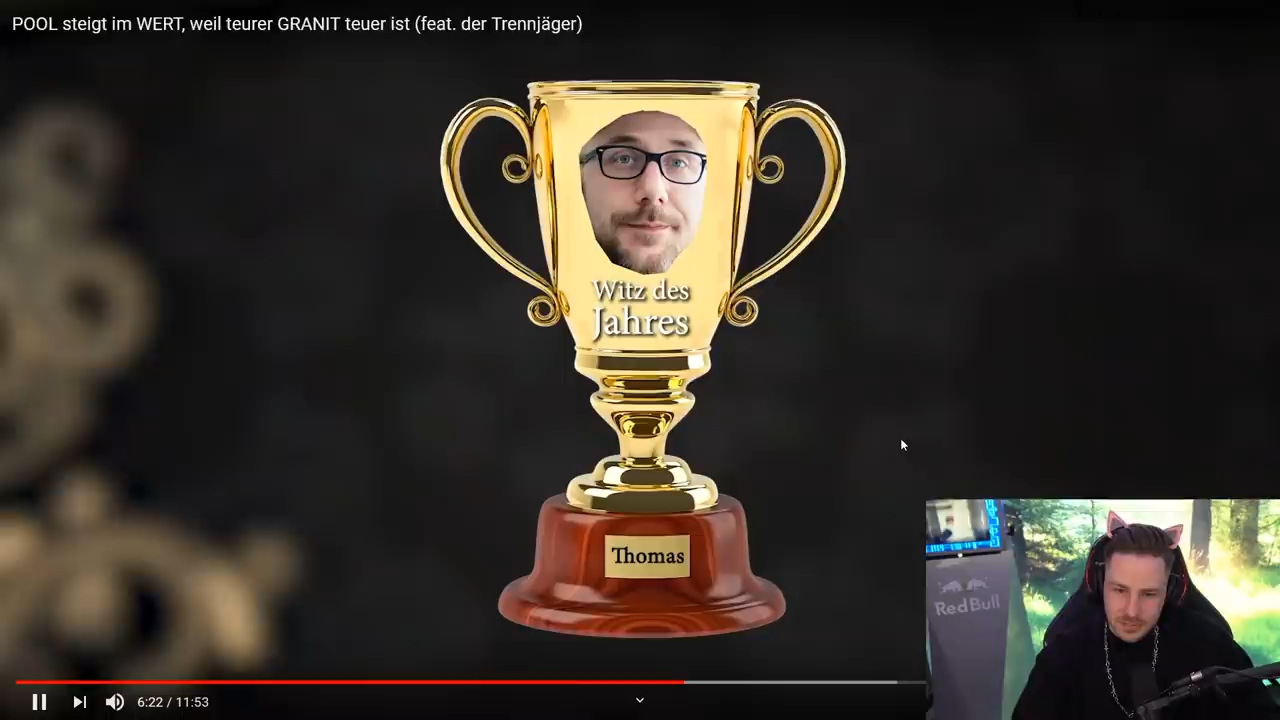 POOL steigt im WERT, weil teurer GRANIT teuer ist (feat. der Trennjäger)
Witz des
Jahres
Thomas
RedBull
6:22 / 11:53